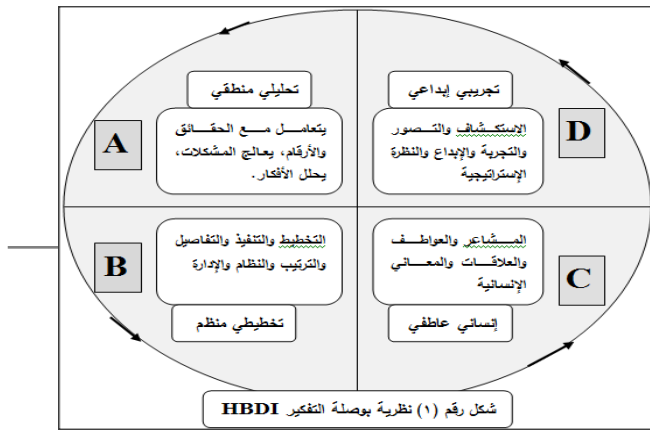 تحليلي منطقي
A
يتعامل مع الحقائق
والأرقام، يعالج المشكلات،
يحلل الأفكار.
تجريبي إبداعي
D
الاستكشاف والتصور
والتجربة والإبداع والنظرة
الإستراتيجية
B
التخطيط والتنفيذ والتفاصيل
والترتيب والنظام والإدارة
تخطيطي منظم
C
المشاعر والعواطف
والعلاقات والمعاني
الإنسانية
إنساني عاطفي
شكل رقم (١) نظرية بوصلة التفكير HBDI